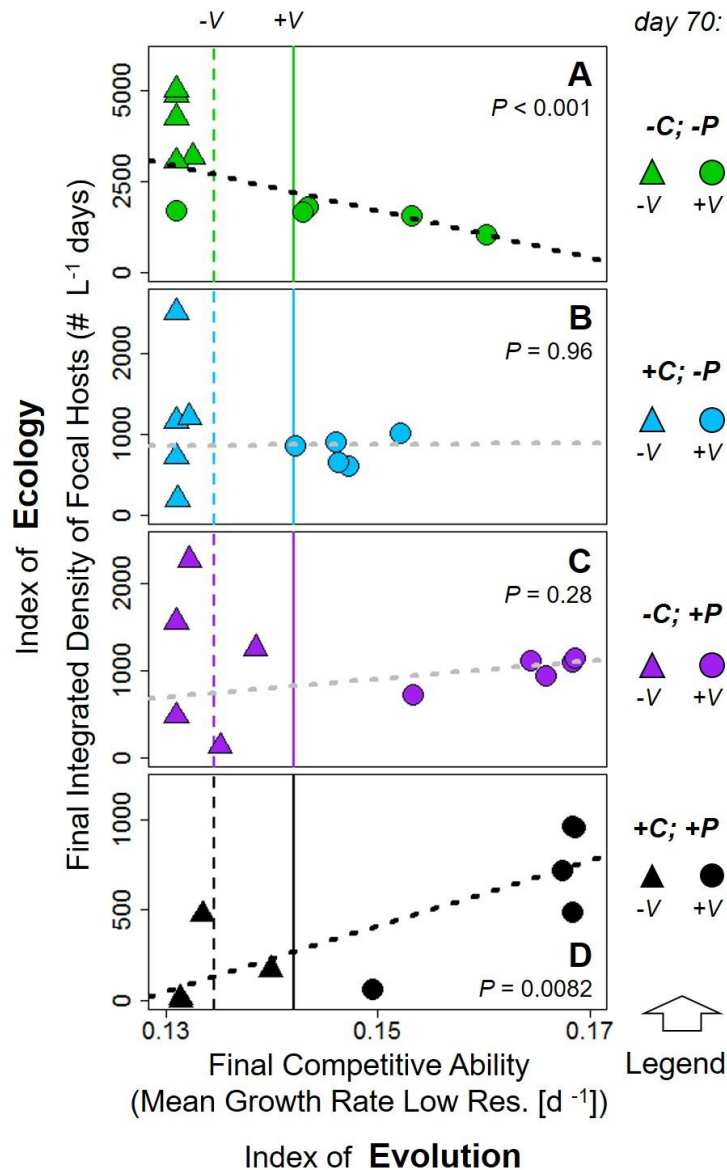 -V +V day 70:
Index of Ecology
Final Integrated Density of Focal Hosts (# L-1 days)
5000
2500
0
A
P < 0.001
-C; -P
-V +V
2000
1000
0
B
P = 0.96
+C; -P
-V +V
2000
1000
0
C
P = 0.28
-C; +P
-V +V
1000
500
0
D
P = 0.0082
+C; +P
-V +V
Legend
0.13 0.15 0.17
Final Competitive Ability
(Mean Growth Rate Low Res. [d -1])
Index of Evolution